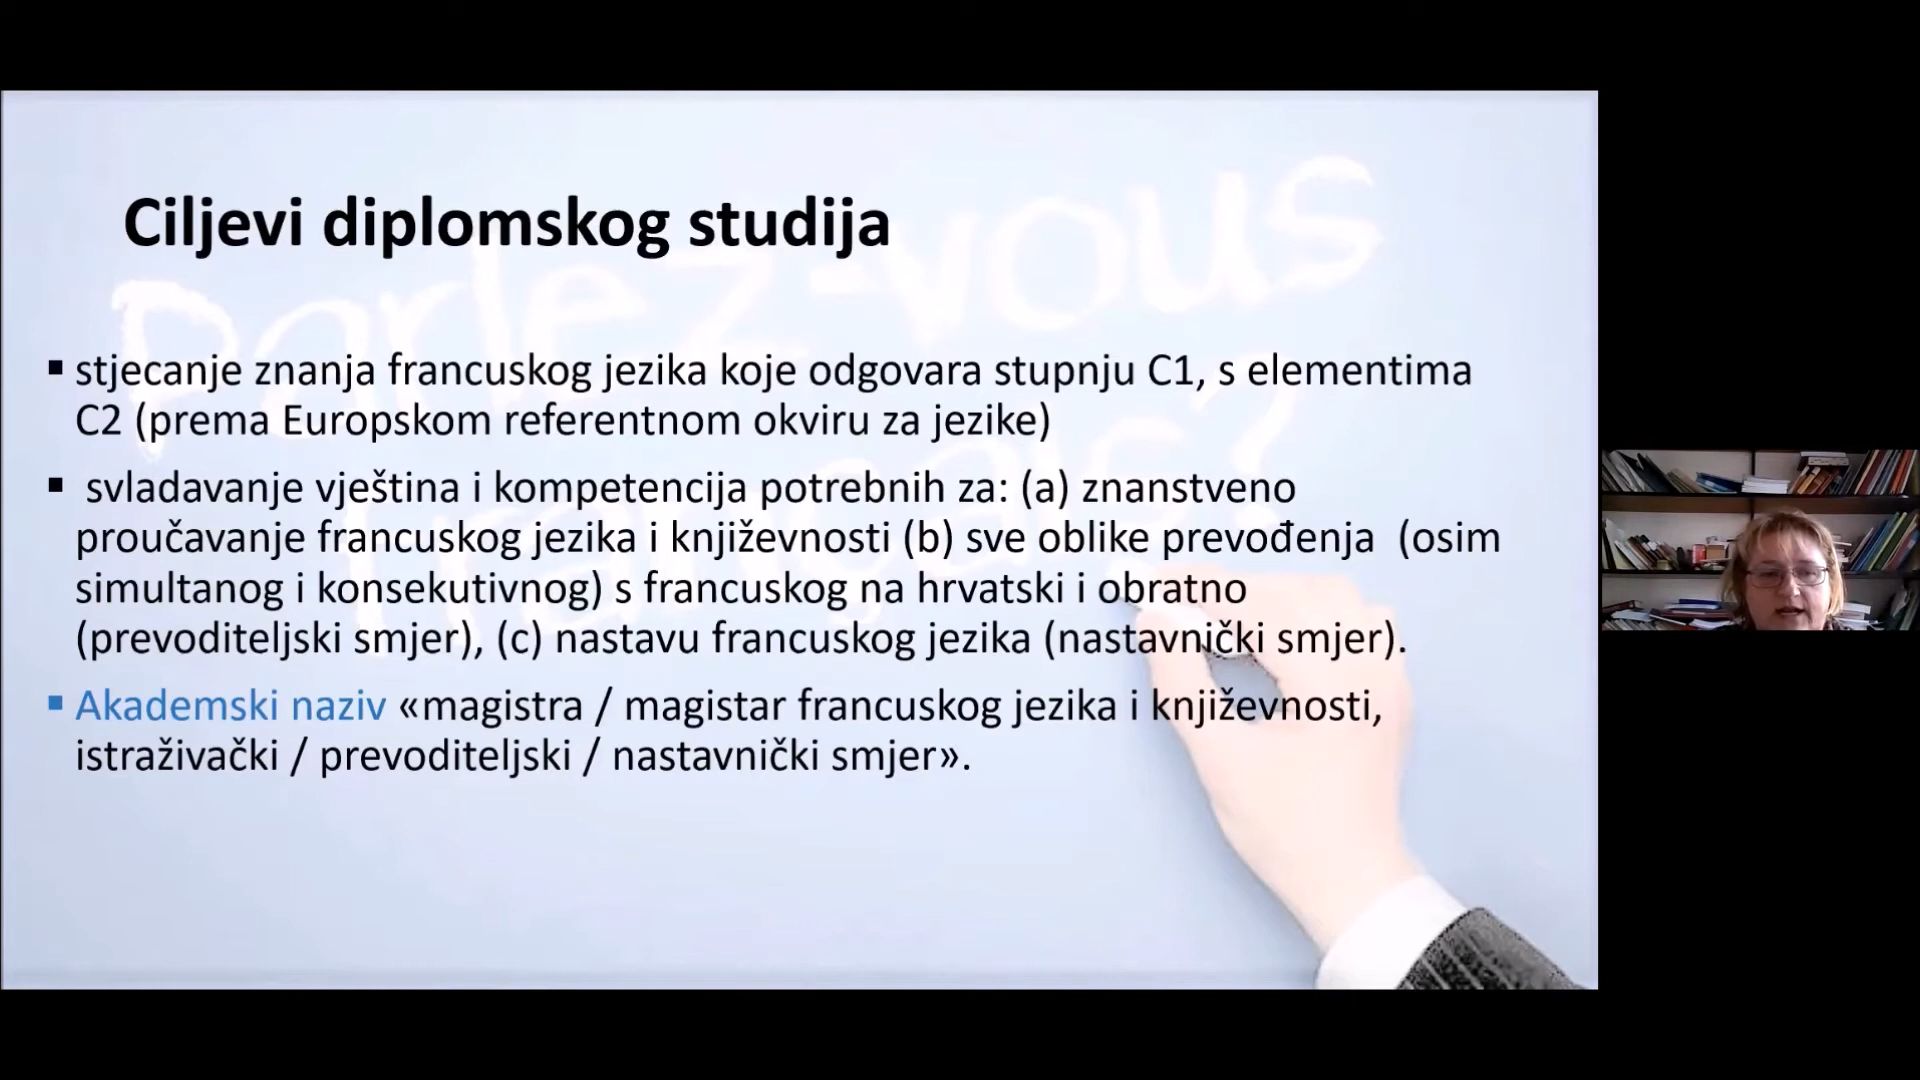 Ciljevi diplomskog studija
Parlez-vous
français?
▪ stjecanje znanja francuskog jezika koje odgovara stupnju C1, s elementima
C2 (prema Europskom referentnom okviru za jezike)
▪ svladavanje vještina i kompetencija potrebnih za: (a) znanstveno
proučavanje francuskog jezika i književnosti (b) sve oblike prevođenja (osim
simultanog i konsekutivnog) s francuskog na hrvatski i obratno
(prevoditeljski smjer), (c) nastavu francuskog jezika (nastavnički smjer).
▪ Akademski naziv «magistra / magistar francuskog jezika i književnosti,
istraživački / prevoditeljski / nastavnički smjer».